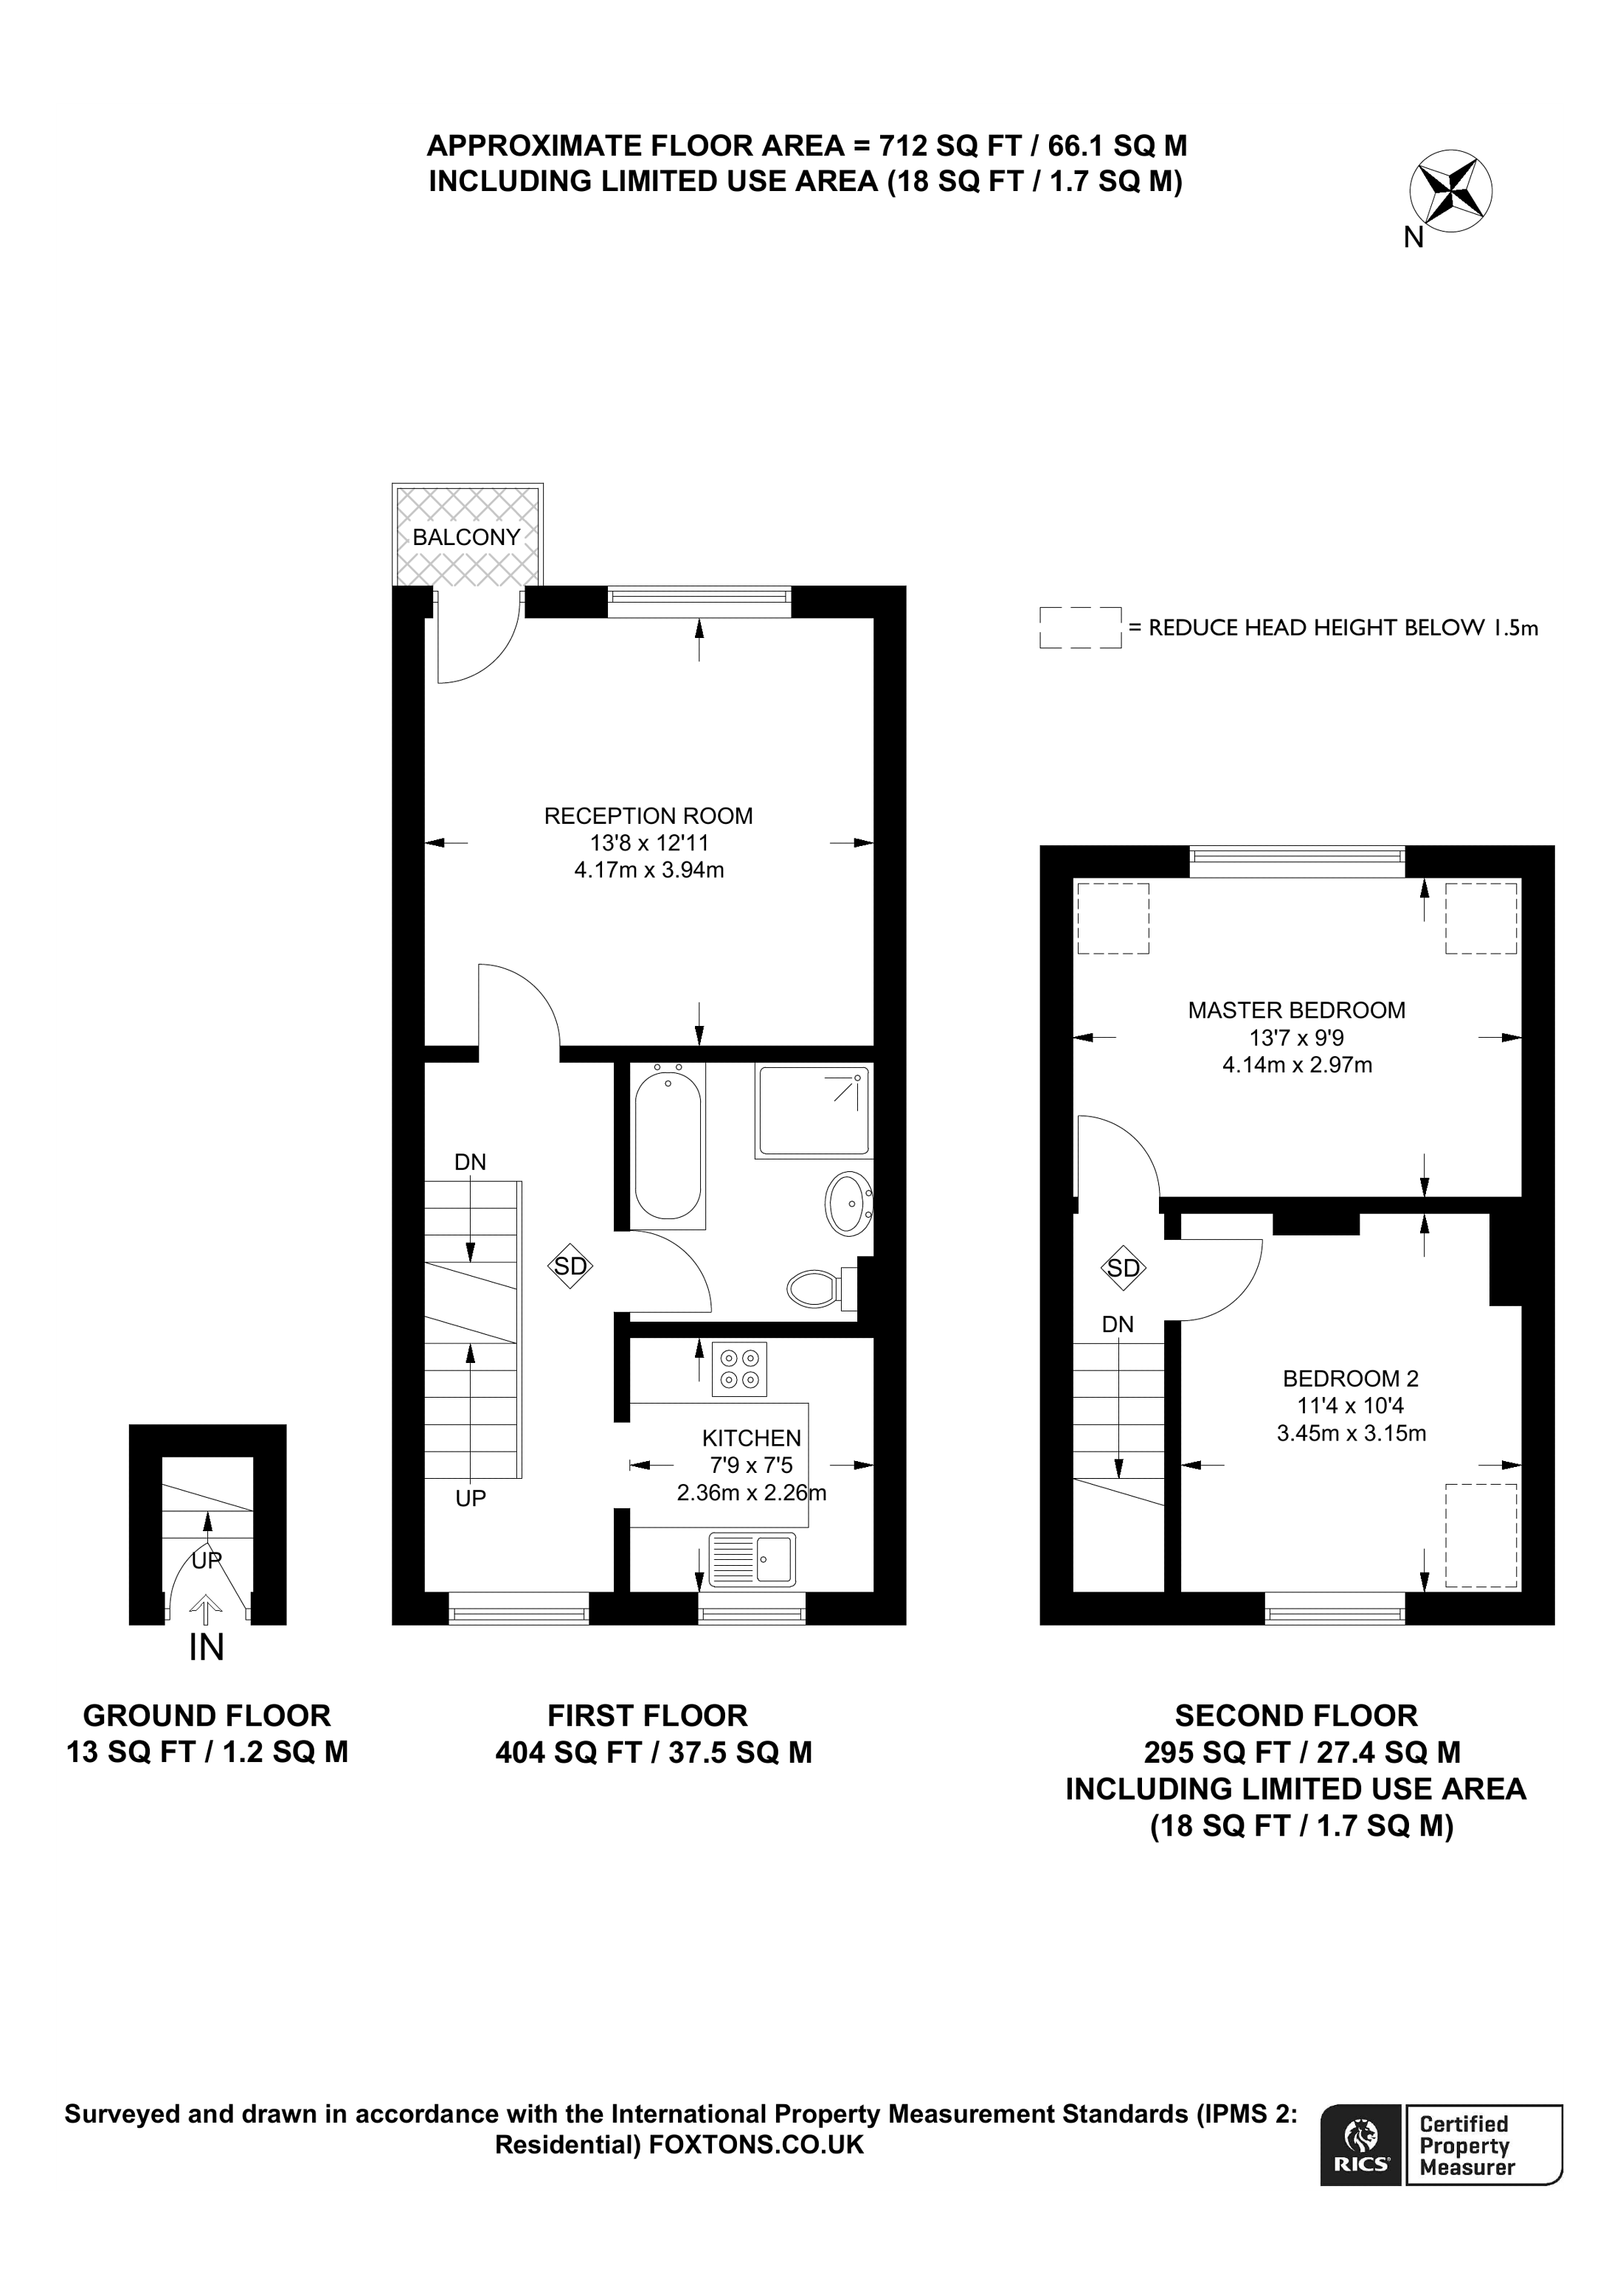 APPROXIMATE FLOOR AREA = 712 SQ FT / 66.1 SQ M
INCLUDING LIMITED USE AREA (18 SQ FT / 1.7 SQ M)
N
BALCONY
= REDUCE HEAD HEIGHT BELOW 1.5m
RECEPTION ROOM
13'8 x 12'11
4.17m x 3.94m
MASTER BEDROOM
13'7 x 9'9
4.14m x 2.97m
DN
SD
UP
KITCHEN
7'9 x 7'5
2.36m x 2.26m
SD
DN
BEDROOM 2
11'4 x 10'4
3.45m x 3.15m
UP
IN
GROUND FLOOR
13 SQ FT / 1.2 SQ M
FIRST FLOOR
404 SQ FT / 37.5 SQ M
SECOND FLOOR
295 SQ FT / 27.4 SQ M
INCLUDING LIMITED USE AREA
(18 SQ FT / 1.7 SQ M)
Surveyed and drawn in accordance with the International Property Measurement Standards (IPMS 2:
Residential) FOXTONS.CO.UK
RICS
Certified
Property
Measurer